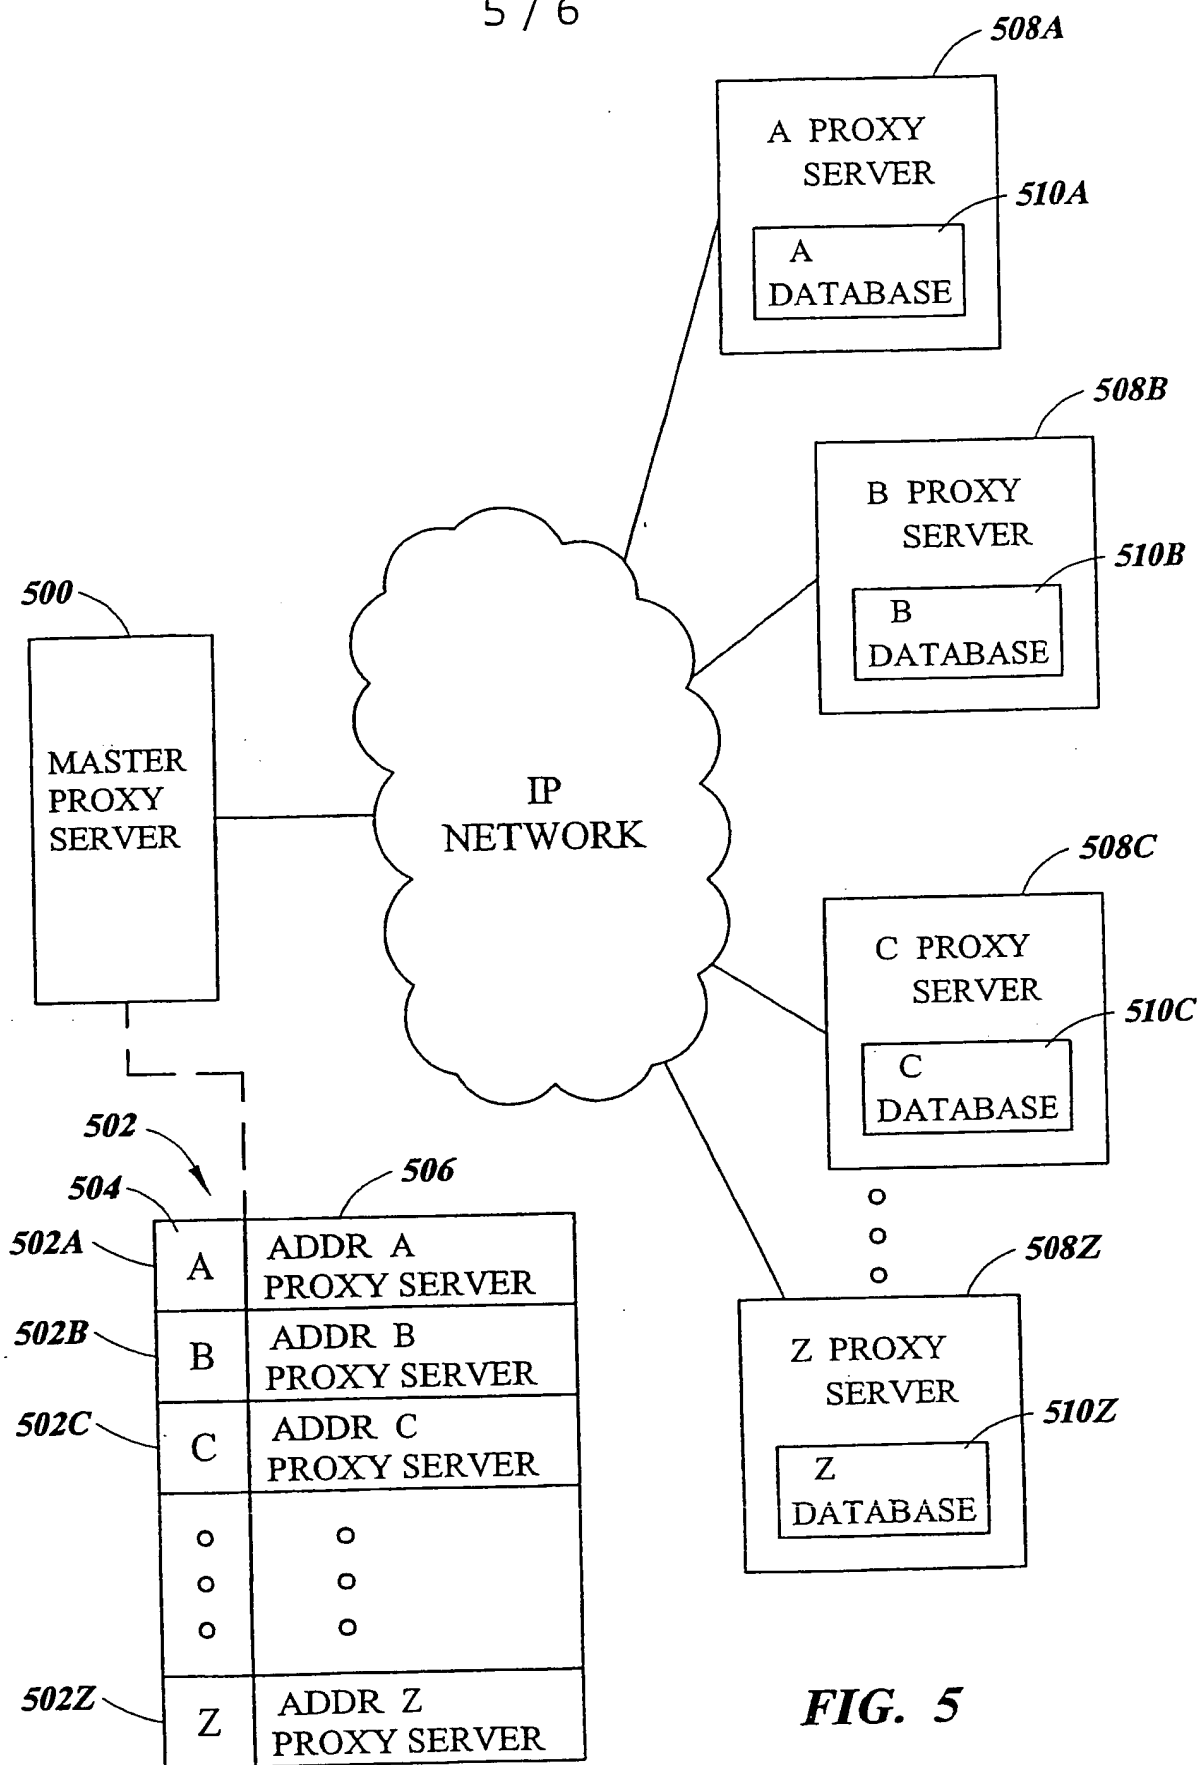 5 / 6
508A
A PROXY
SERVER
510A
A
DATABASE
508B
B PROXY
SERVER
510B
B
DATABASE
500
MASTER
PROXY
SERVER
IP
NETWORK
508C
C PROXY
SERVER
510C
C
DATABASE
502
504
506
502A
A
ADDR A
PROXY SERVER
502B
B
ADDR B
PROXY SERVER
502C
C
ADDR C
PROXY SERVER
508Z
Z PROXY
SERVER
510Z
Z
DATABASE
502Z
Z
ADDR Z
PROXY SERVER
FIG. 5